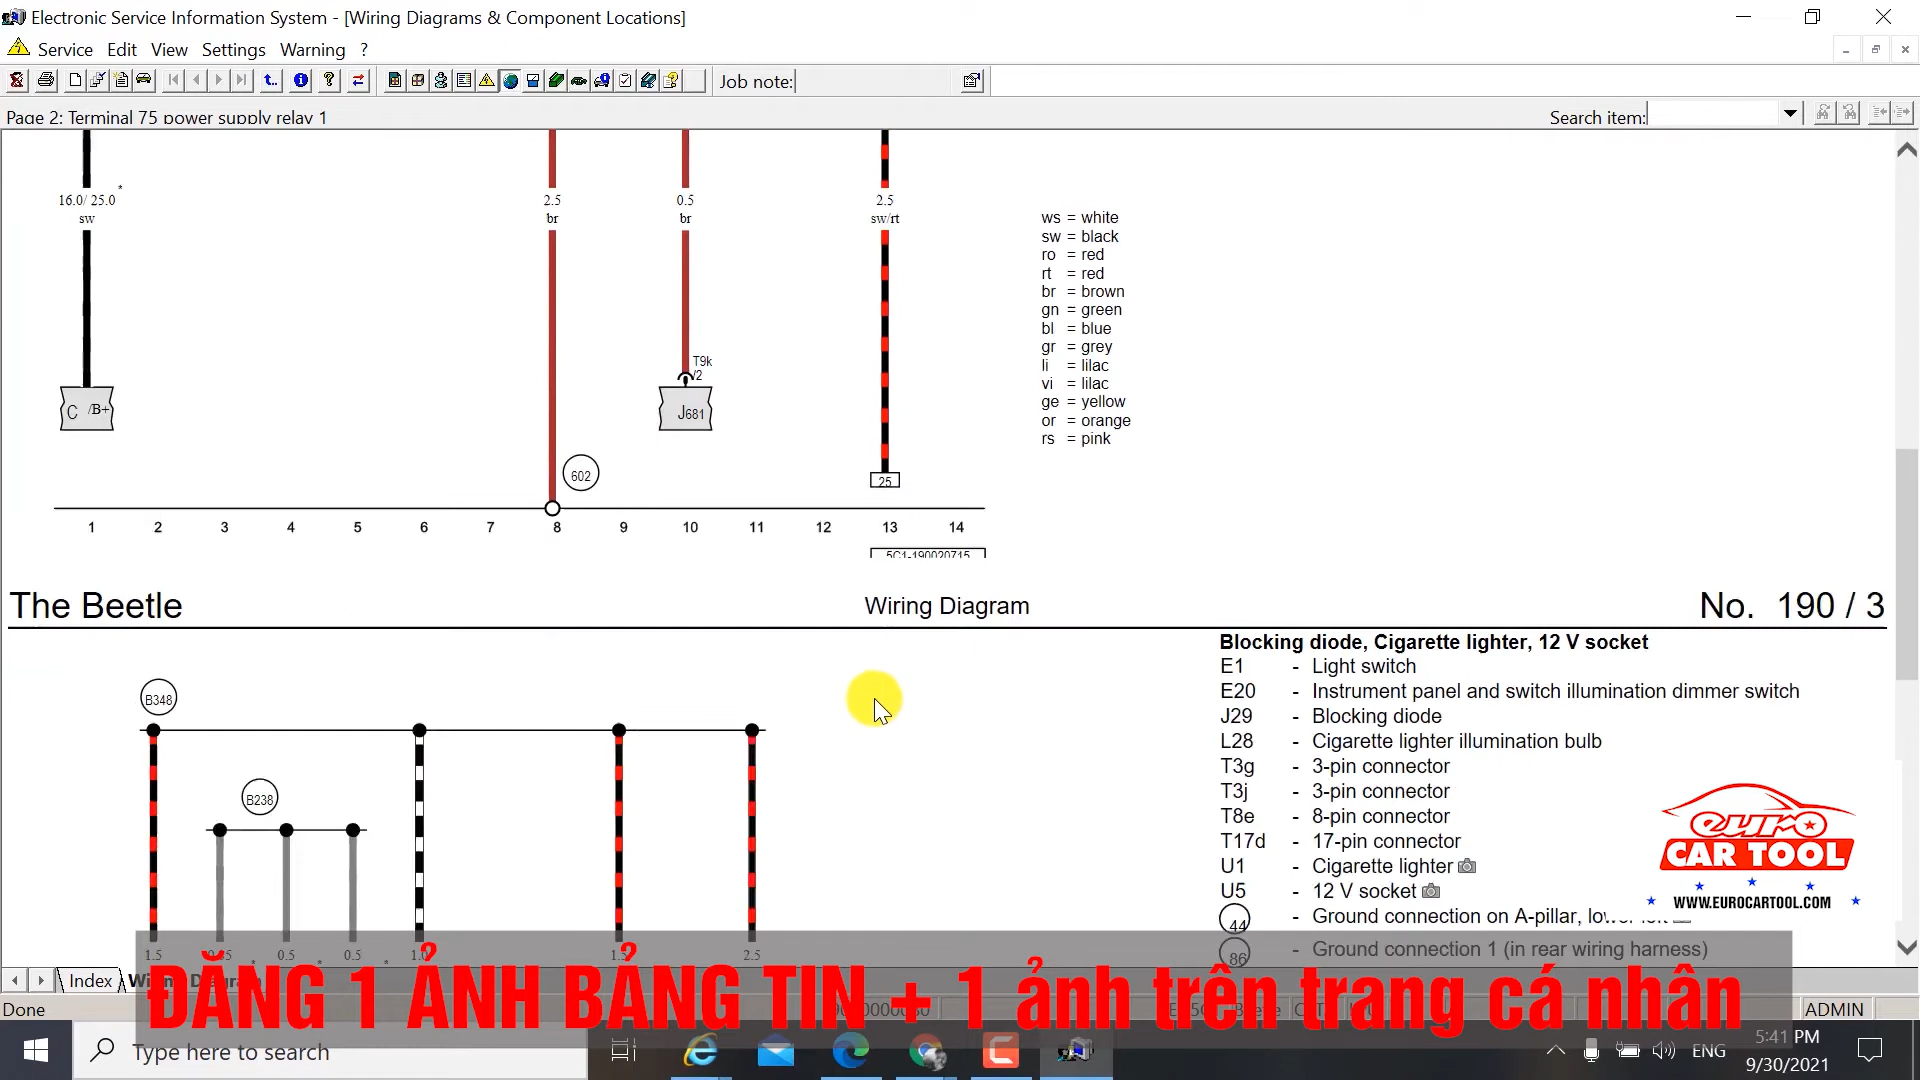 Electronic Service Information System - [Wiring Diagrams & Component Locations]
Service Edit View Settings Warning ?
Job note:
Page 2: Terminal 75 power supply relay 1
Search item:
16.0/ 25.0 *
sw
2.5
br
0.5
br
2.5
sw/rt
ws = white
sw = black
ro = red
rt = red
br = brown
gn = green
bl = blue
gr = grey
li = lilac
vi = lilac
ge = yellow
or = orange
rs = pink
T9k
/2
C /B+
J681
602
25
1 2 3 4 5 6 7 8 9 10 11 12 13 14
5C1-190020715
The Beetle
Wiring Diagram
No. 190 / 3
Blocking diode, Cigarette lighter, 12 V socket
E1 - Light switch
E20 - Instrument panel and switch illumination dimmer switch
J29 - Blocking diode
L28 - Cigarette lighter illumination bulb
T3g - 3-pin connector
T3j - 3-pin connector
T8e - 8-pin connector
T17d - 17-pin connector
U1 - Cigarette lighter
U5 - 12 V socket
44 - Ground connection on A-pillar,
86 - Ground connection 1 (in rear wiring harness)
B348
B238
1.5
0.5
0.5
2.5
euro
CAR TOOL
WWW.EUROCARTOOL.COM
Index
ĐĂNG 1 ẢNH BẢNG TIN + 1 ảnh trên trang cá nhân
Done
ADMIN
Type here to search
ENG
5:41 PM
9/30/2021